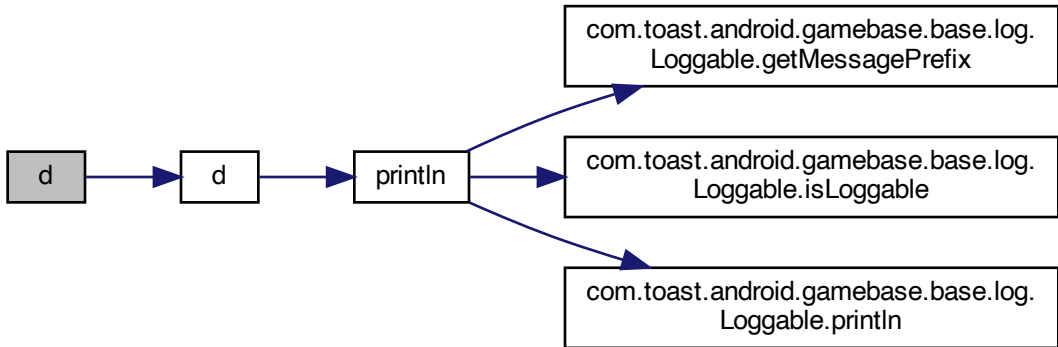 com.toast.android.gamebase.base.log.
Loggable.getMessagePrefix
d
d
println
com.toast.android.gamebase.base.log.
Loggable.isLoggable
com.toast.android.gamebase.base.log.
Loggable.println